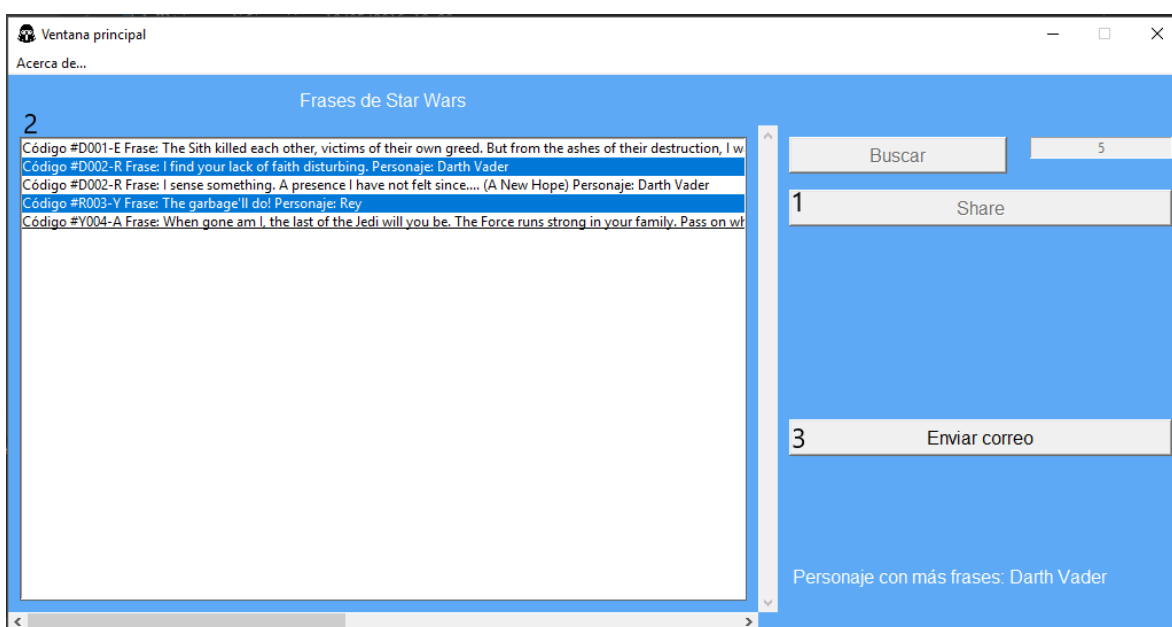 Ventana principal
Acerca de...
Frases de Star Wars
2
Código #D001-E Frase: The Sith killed each other, victims of their own greed. But from the ashes of their destruction, I w
Código #D002-R Frase: I find your lack of faith disturbing. Personaje: Darth Vader
Código #D002-R Frase: I sense something. A presence I have not felt since.... (A New Hope) Personaje: Darth Vader
Código #R003-Y Frase: The garbage'll do! Personaje: Rey
Código #Y004-A Frase: When gone am I, the last of the Jedi will you be. The Force runs strong in your family. Pass on wh
Buscar
5
1 Share
3 Enviar correo
Personaje con más frases: Darth Vader